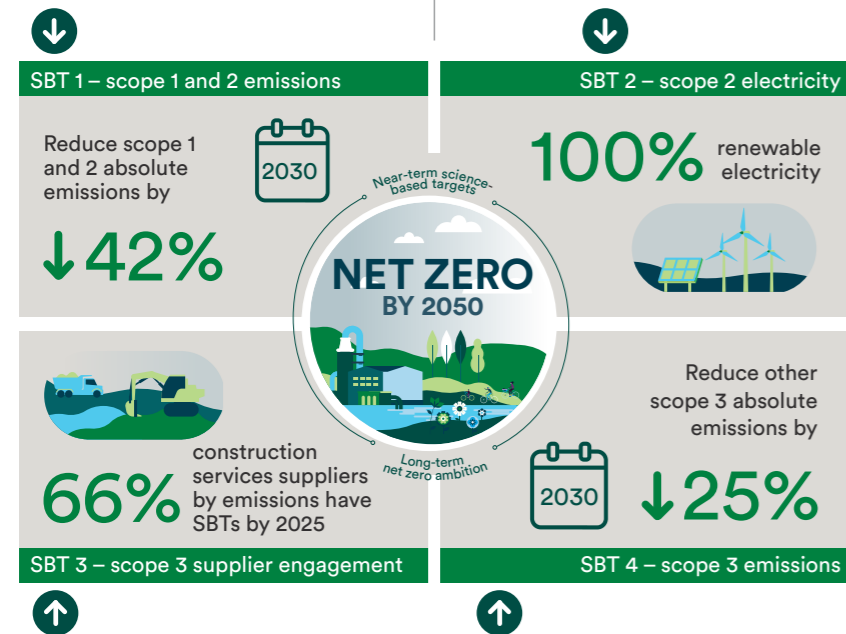 SBT 1 – scope 1 and 2 emissions
Reduce scope 1
and 2 absolute
emissions by
2030
42%
SBT 2 – scope 2 electricity
100%
renewable
electricity
Near-term science-
based targets
NET ZERO
BY 2050
Long-term
net zero ambition
66%
construction
services suppliers
by emissions have
SBTs by 2025
SBT 3 – scope 3 supplier engagement
Reduce other
scope 3 absolute
emissions by
2030
25%
SBT 4 – scope 3 emissions